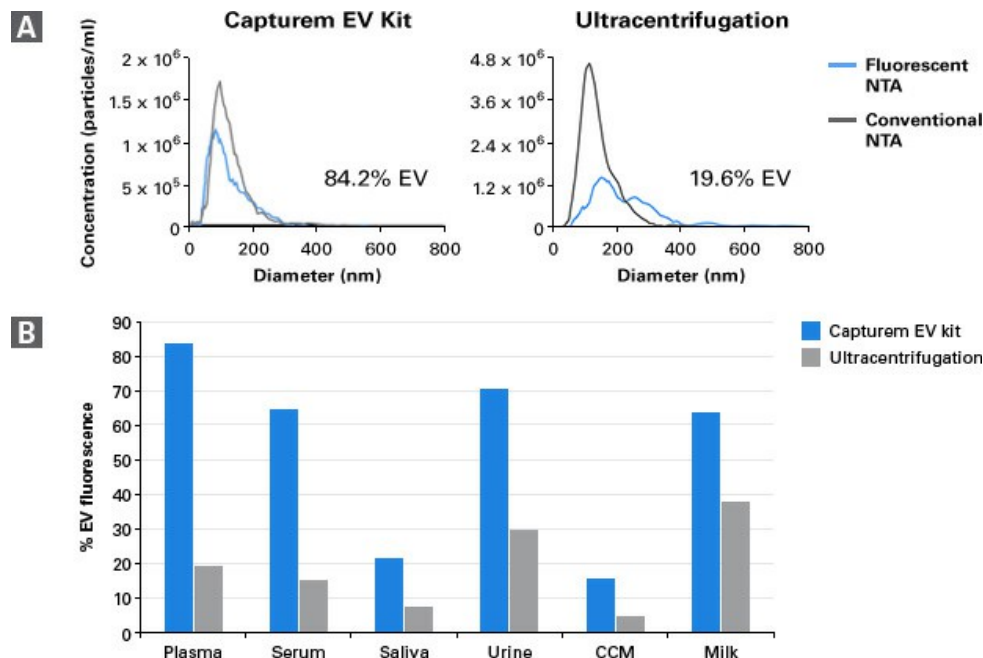 A
Capturem EV Kit
Ultracentrifugation
Concentration (particles/ml)
2 x 10⁶
1.5 x 10⁶
1 x 10⁶
5 x 10⁵
0
84.2% EV
0 200 400 600 800
Diameter (nm)
4.8 x 10⁶
3.6 x 10⁶
2.4 x 10⁶
1.2 x 10⁶
0
19.6% EV
0 200 400 600 800
Diameter (nm)
Fluorescent
NTA
Conventional
NTA
B
% EV fluorescence
90
80
70
60
50
40
30
20
10
0
Plasma Serum Saliva Urine CCM Milk
Capturem EV kit
Ultracentrifugation